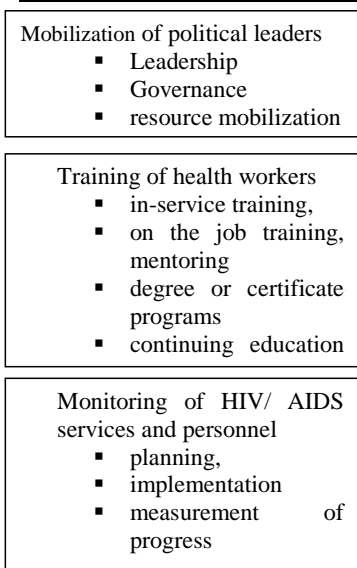 Mobilization of political leaders
▪ Leadership
▪ Governance
▪ resource mobilization
Training of health workers
▪ in-service training,
▪ on the job training,
mentoring
▪ degree or certificate
programs
▪ continuing education
Monitoring of HIV/ AIDS
services and personnel
▪ planning,
▪ implementation
▪ measurement of
progress